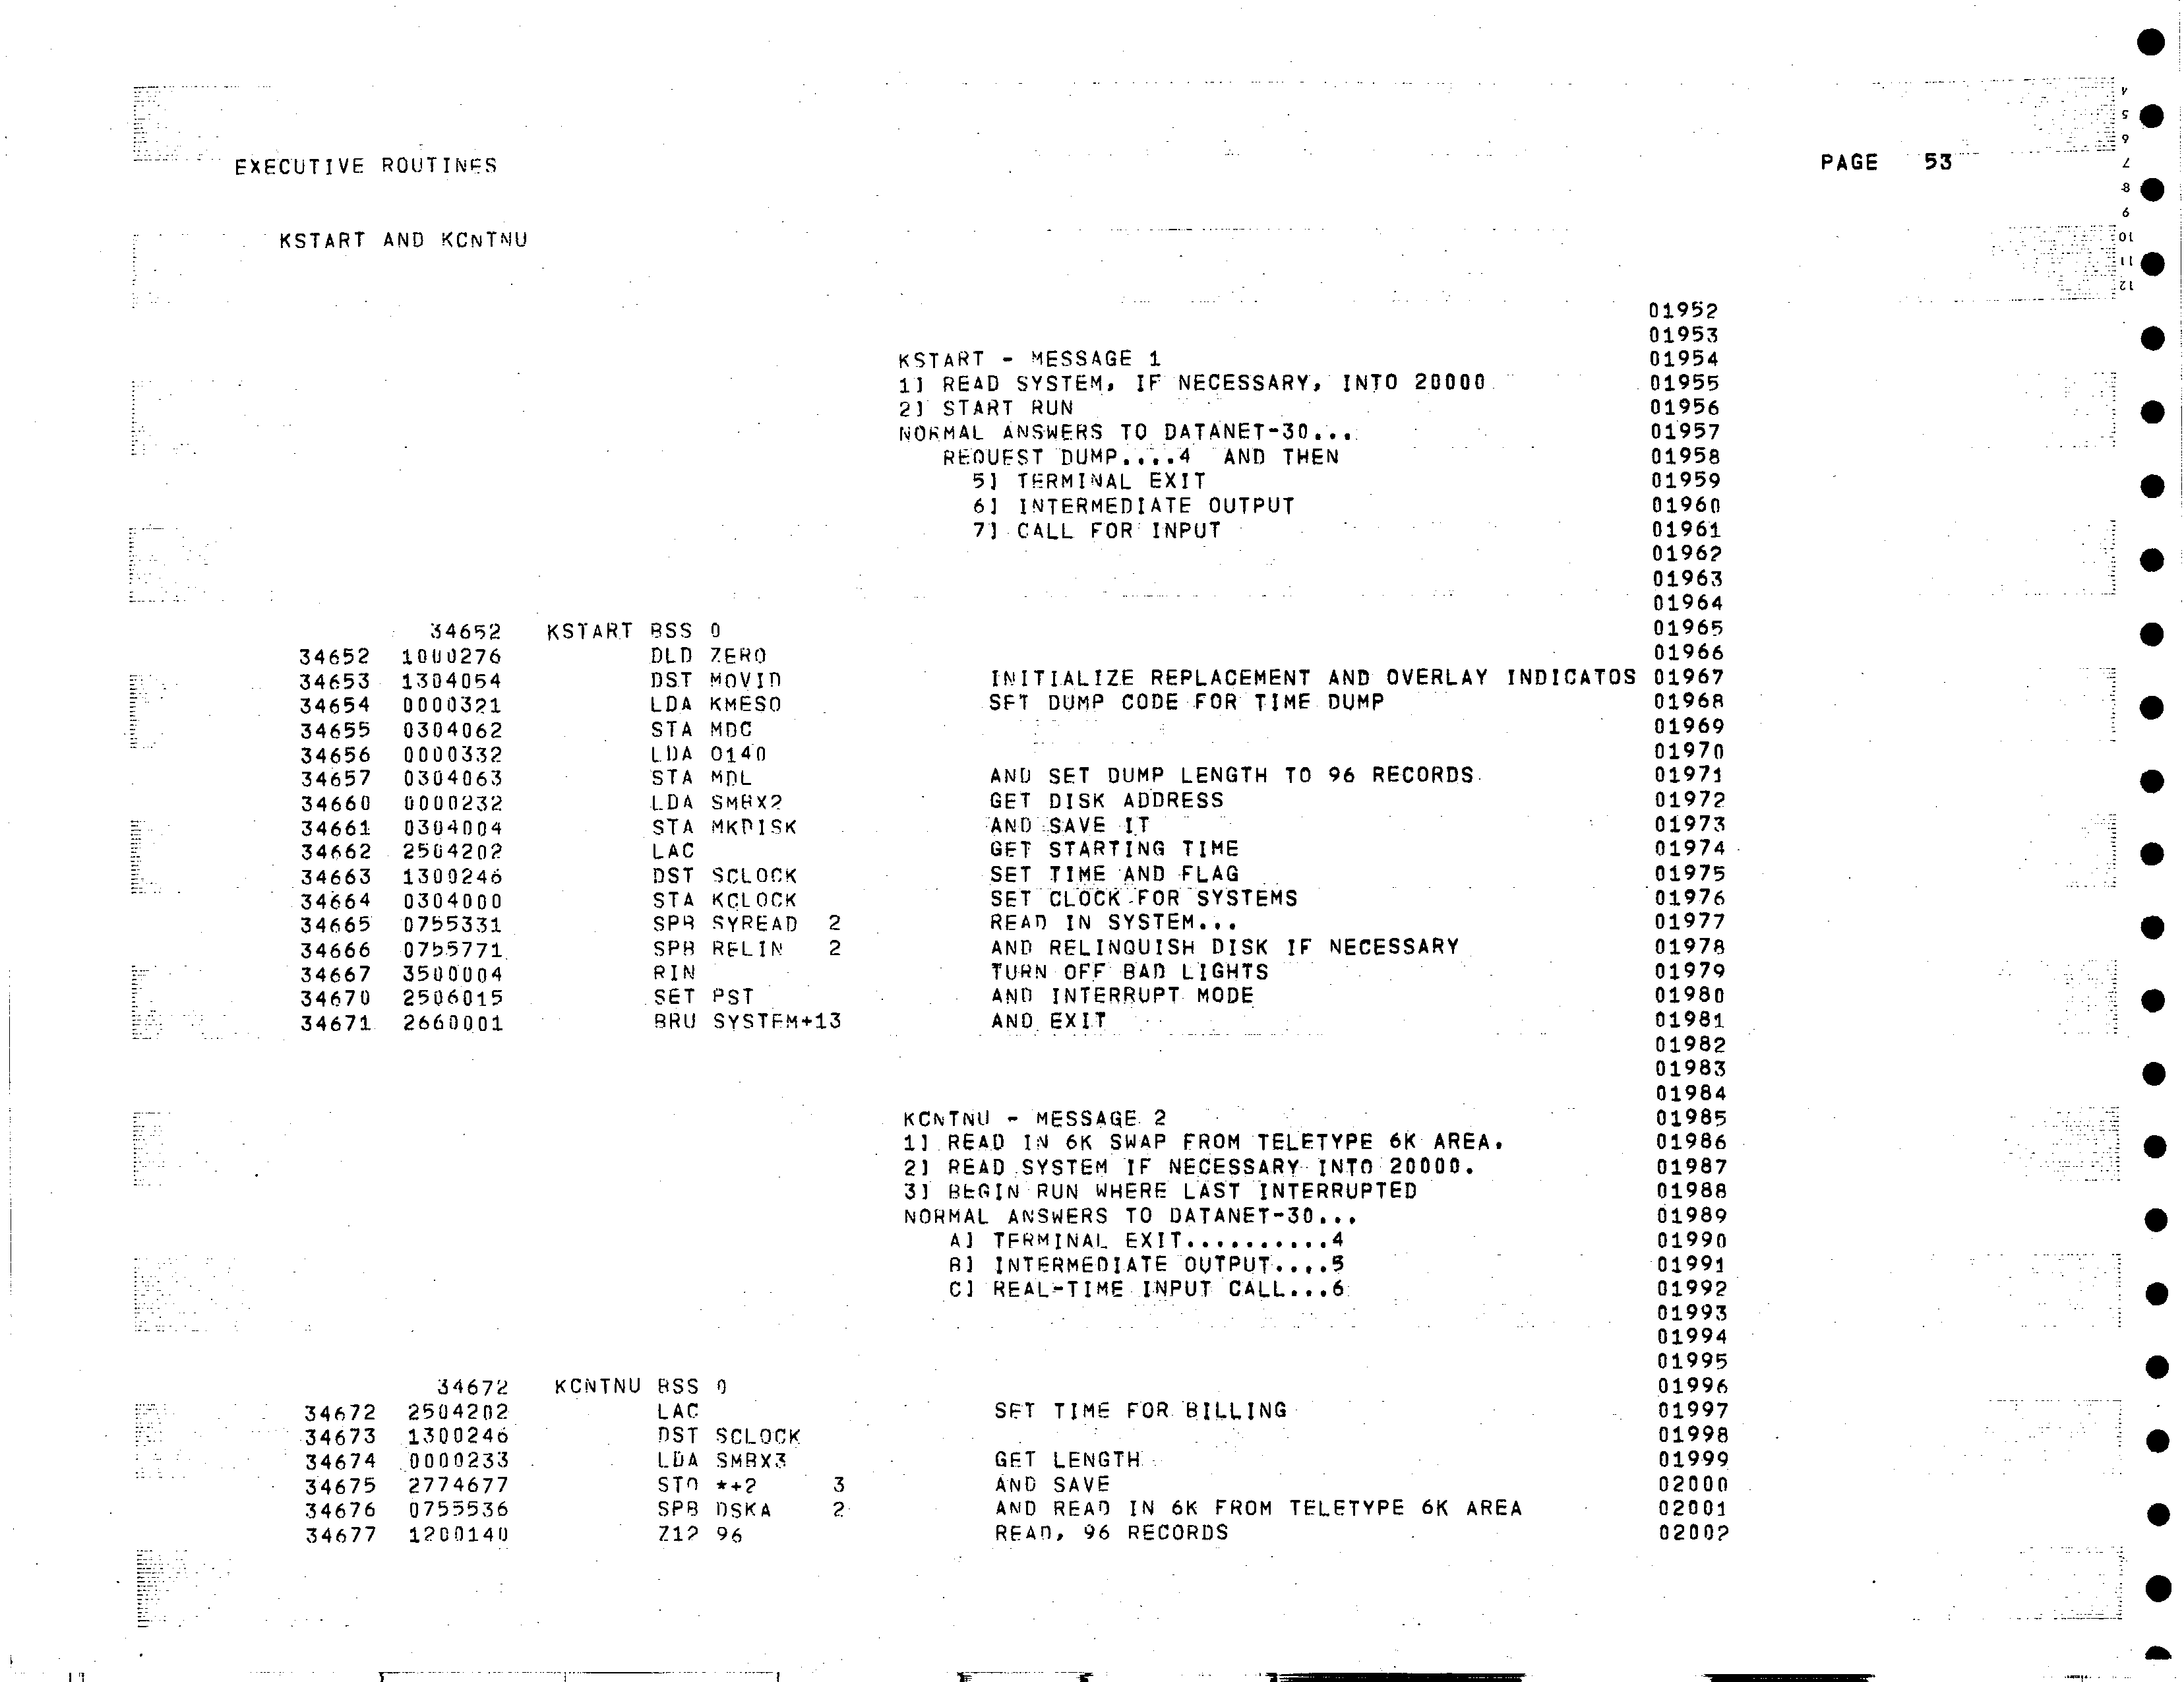 EXECUTIVE ROUTINES PAGE 53
KSTART AND KCNTNU
01952
01953
KSTART - MESSAGE 1 01954
1] READ SYSTEM, IF NECESSARY, INTO 20000 01955
2] START RUN 01956
NORMAL ANSWERS TO DATANET-30... 01957
REQUEST DUMP....4 AND THEN 01958
5] TERMINAL EXIT 01959
6] INTERMEDIATE OUTPUT 01960
7] CALL FOR INPUT 01961
01962
01963
01964
34652 KSTART BSS 0 01965
34652 1000276 DLD ZERO 01966
34653 1304054 DST MOVID INITIALIZE REPLACEMENT AND OVERLAY INDICATOS 01967
34654 0000321 LDA KMESO SET DUMP CODE FOR TIME DUMP 01968
34655 0304062 STA MDC 01969
34656 0000332 LDA O140 01970
34657 0304063 STA MDL AND SET DUMP LENGTH TO 96 RECORDS 01971
34660 0000232 LDA SMBX2 GET DISK ADDRESS 01972
34661 0304004 STA MKDISK AND SAVE IT 01973
34662 2504202 LAC GET STARTING TIME 01974
34663 1300246 DST SCLOCK SET TIME AND FLAG 01975
34664 0304000 STA KCLOCK SET CLOCK FOR SYSTEMS 01976
34665 0755331 SPB SYREAD 2 READ IN SYSTEM... 01977
34666 0755771 SPB RELIN 2 AND RELINQUISH DISK IF NECESSARY 01978
34667 3500004 RIN TURN OFF BAD LIGHTS 01979
34670 2506015 SET PST AND INTERRUPT MODE 01980
34671 2660001 BRU SYSTEM+13 AND EXIT 01981
01982
01983
01984
KCNTNU - MESSAGE 2 01985
1] READ IN 6K SWAP FROM TELETYPE 6K AREA. 01986
2] READ SYSTEM IF NECESSARY INTO 20000. 01987
3] BEGIN RUN WHERE LAST INTERRUPTED 01988
NORMAL ANSWERS TO DATANET-30... 01989
A] TERMINAL EXIT..........4 01990
B] INTERMEDIATE OUTPUT....5 01991
C] REAL-TIME INPUT CALL...6 01992
01993
01994
01995
34672 KCNTNU BSS 0 01996
34672 2504202 LAC SET TIME FOR BILLING 01997
34673 1300246 DST SCLOCK 01998
34674 0000233 LDA SMBX3 GET LENGTH 01999
34675 2774677 STO *+2 3 AND SAVE 02000
34676 0755536 SPB DSKA 2 AND READ IN 6K FROM TELETYPE 6K AREA 02001
34677 1200140 Z12 96 READ, 96 RECORDS 02002
4
5
6
7
8
9
10
11
12